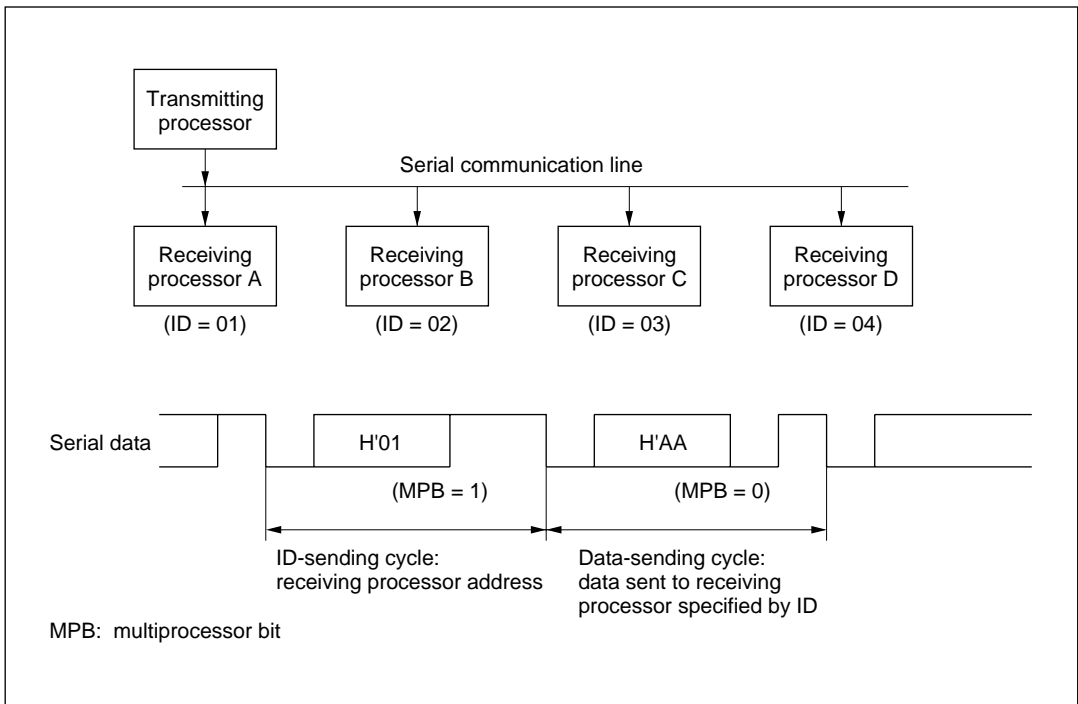 Transmitting
processor
Serial communication line
Receiving
processor A
Receiving
processor B
Receiving
processor C
Receiving
processor D
(ID = 01)
(ID = 02)
(ID = 03)
(ID = 04)
Serial data
H'01
H'AA
(MPB = 1)
(MPB = 0)
ID-sending cycle:
receiving processor address
Data-sending cycle:
data sent to receiving
processor specified by ID
MPB: multiprocessor bit